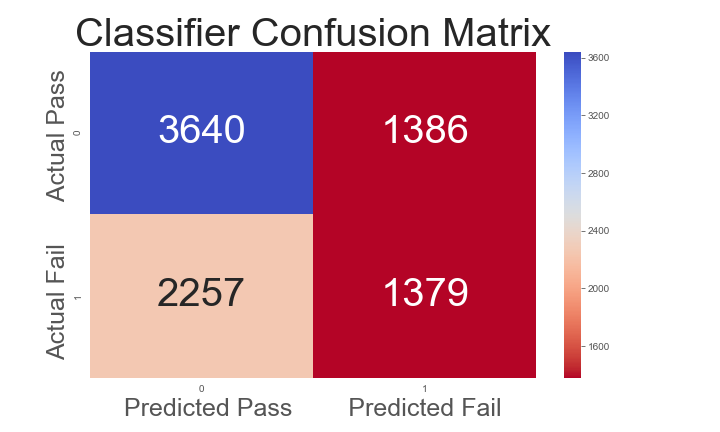 Classifier Confusion Matrix
Actual Pass
0
3640
1386
Actual Fail
1
2257
1379
0
1
Predicted Pass
Predicted Fail
3600
3200
2800
2400
2000
1600